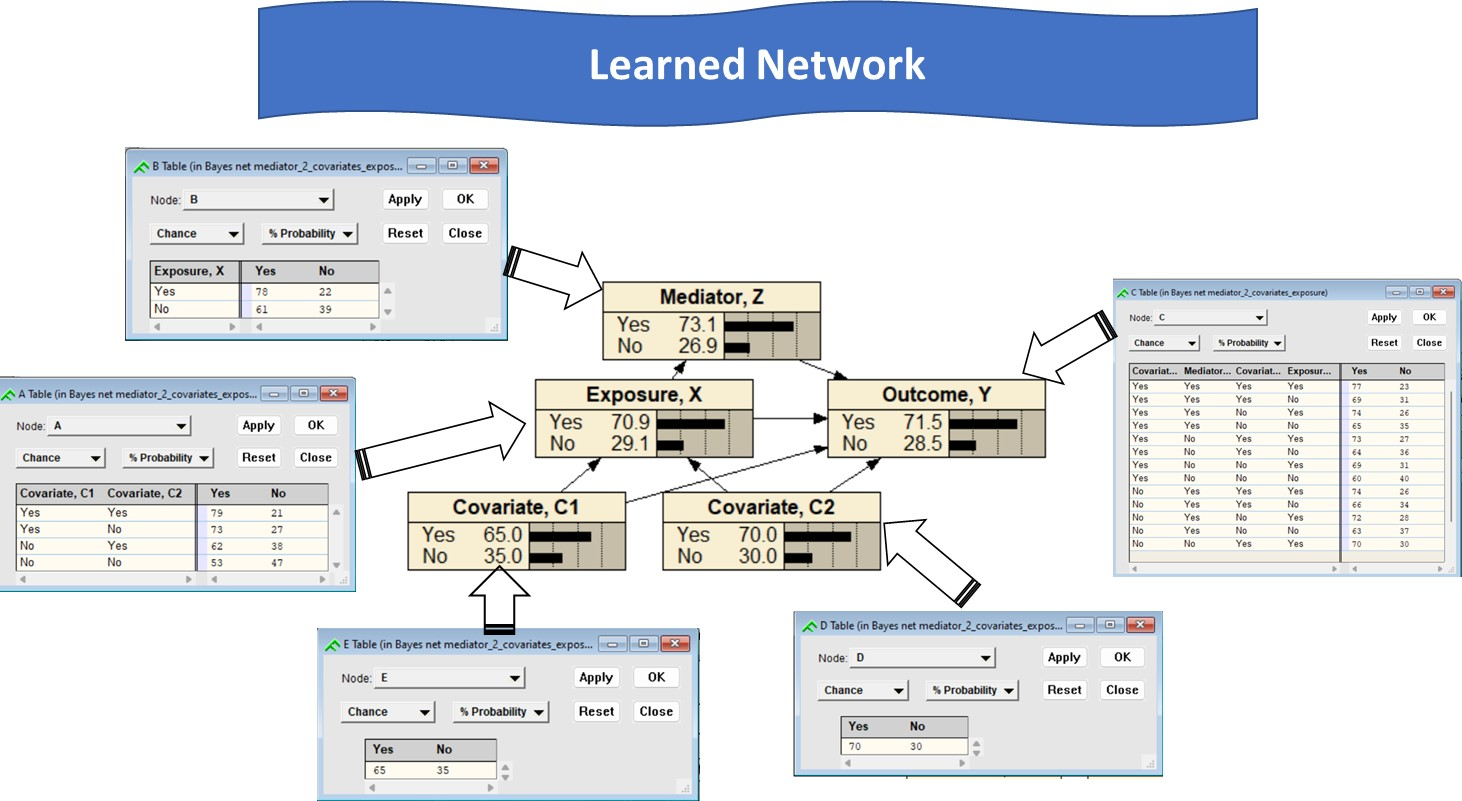 Learned Network
B Table (in Bayes net mediator_2_covariates_expos...
Node: B
Apply OK
Chance % Probability Reset Close
Exposure, X Yes No
Yes 78 22
No 61 39
Mediator, Z
Yes 73.1
No 26.9
C Table (in Bayes net mediator_2_covariates_exposure)
Node: C
Apply OK
Chance % Probability Reset Close
Covariat... Mediator... Covariat... Exposur... Yes No
Yes Yes Yes Yes 77 23
Yes Yes Yes No 69 31
Yes Yes No Yes 74 26
Yes Yes No No 65 35
Yes No Yes Yes 73 27
Yes No Yes No 64 36
Yes No No Yes 69 31
Yes No No No 60 40
No Yes Yes Yes 74 26
No Yes Yes No 66 34
No Yes No Yes 72 28
No Yes No No 63 37
No No Yes Yes 70 30
A Table (in Bayes net mediator_2_covariates_expos...
Node: A
Apply OK
Chance % Probability Reset Close
Covariate, C1 Covariate, C2 Yes No
Yes Yes 79 21
Yes No 73 27
No Yes 62 38
No No 53 47
Exposure, X
Yes 70.9
No 29.1
Outcome, Y
Yes 71.5
No 28.5
Covariate, C1
Yes 65.0
No 35.0
Covariate, C2
Yes 70.0
No 30.0
E Table (in Bayes net mediator_2_covariates_expos...
Node: E
Apply OK
Chance % Probability Reset Close
Yes No
65 35
D Table (in Bayes net mediator_2_covariates_expos...
Node: D
Apply OK
Chance % Probability Reset Close
Yes No
70 30